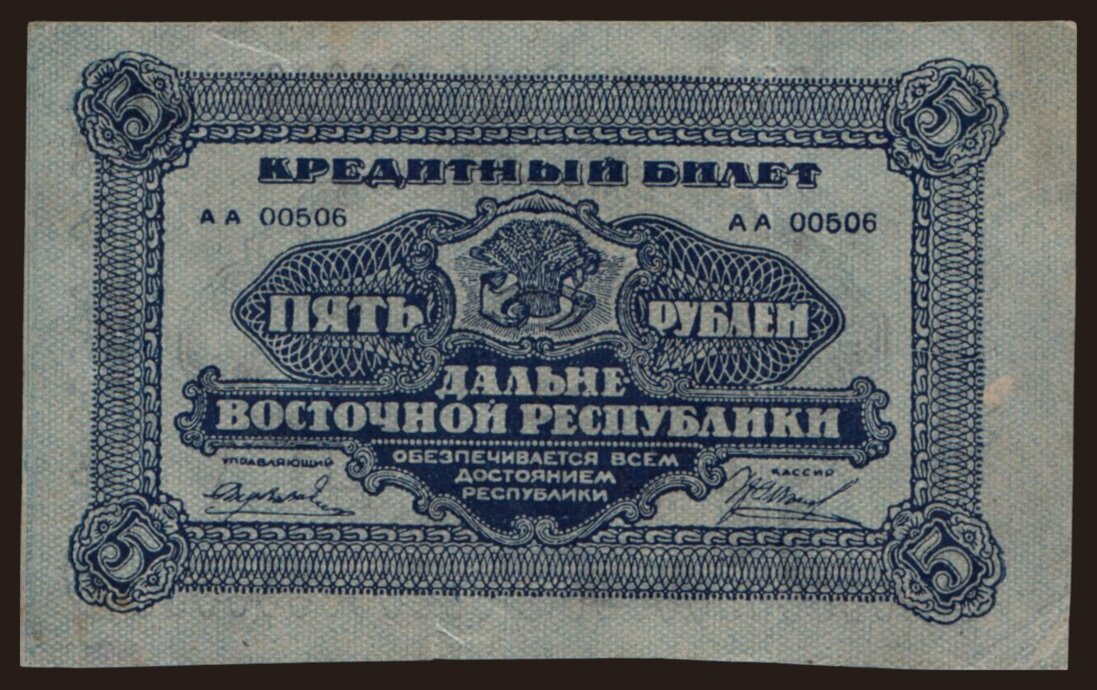 5 5
КРЕДИТНЫЙ БИЛЕТ
АА 00506 АА 00506
ПЯТЬ РУБЛЕЙ
ДАЛЬНЕ-
ВОСТОЧНОЙ РЕСПУБЛИКИ
УПРАВЛЯЮЩИЙ КАССИР
ОБЕЗПЕЧИВАЕТСЯ ВСЕМ
ДОСТОЯНИЕМ
РЕСПУБЛИКИ
5 5